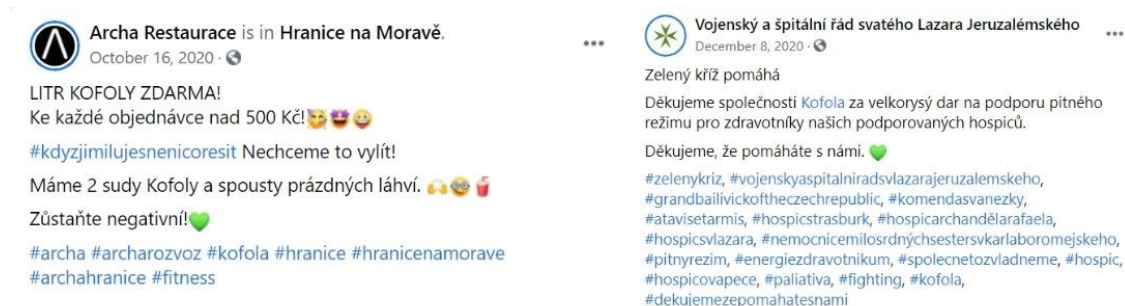 Archa Restaurace is in Hranice na Moravě.
October 16, 2020 ·
LITR KOFOLY ZDARMA!
Ke každé objednávce nad 500 Kč!🥳🤩😀
#kdyzjimilujesnenicoresit Nechceme to vylít!
Máme 2 sudy Kofoly a spousty prázdných láhví. 🙌🤓🥤
Zůstaňte negativní!💚
#archa #archarozvoz #kofola #hranice #hranicenamorave
#archahranice #fitness
Vojenský a špitální řád svatého Lazara Jeruzalémského
December 8, 2020 ·
Zelený kříž pomáhá
Děkujeme společnosti Kofola za velkorysý dar na podporu pitného
režimu pro zdravotníky našich podporovaných hospiců.
Děkujeme, že pomáháte s námi. 💚
#zelenykriz, #vojenskyaspitalniradsvlazarajeruzalemskeho,
#grandbailivickoftheczechrepublic, #komendasvanezky,
#atavisetarmis, #hospicstrasburk, #hospicarchandělarafaela,
#hospicsvlazara, #nemocnicemilosrdnýchsestersvkarlaboromejskeho,
#pitnyrezim, #energiezdravotnikum, #spolecnetozvladneme, #hospic,
#hospicovapece, #paliativa, #fighting, #kofola,
#dekujemezepomahatesnami